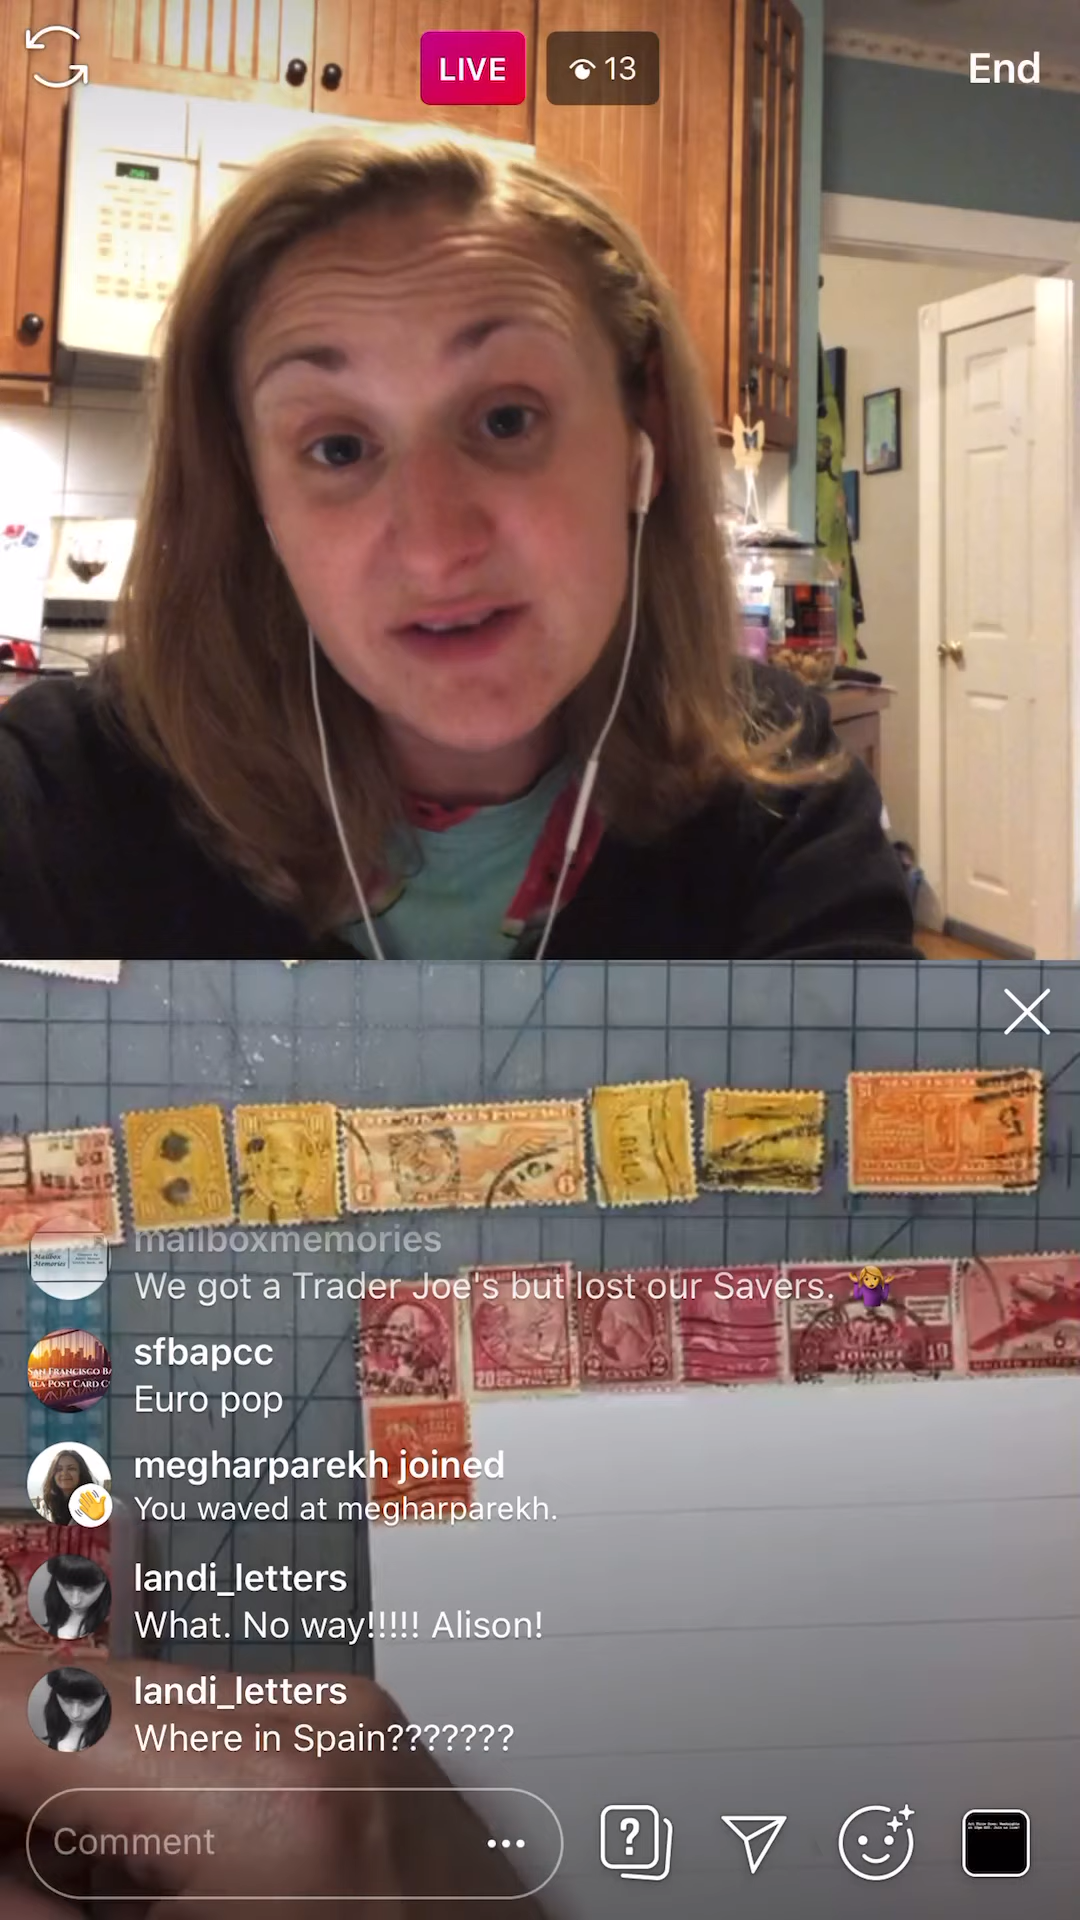 LIVE
13
End
mailboxmemories
We got a Trader Joe's but lost our Savers.
sfbapcc
Euro pop
megharparekh joined
You waved at megharparekh.
landi_letters
What. No way!!!!! Alison!
landi_letters
Where in Spain???????
Comment